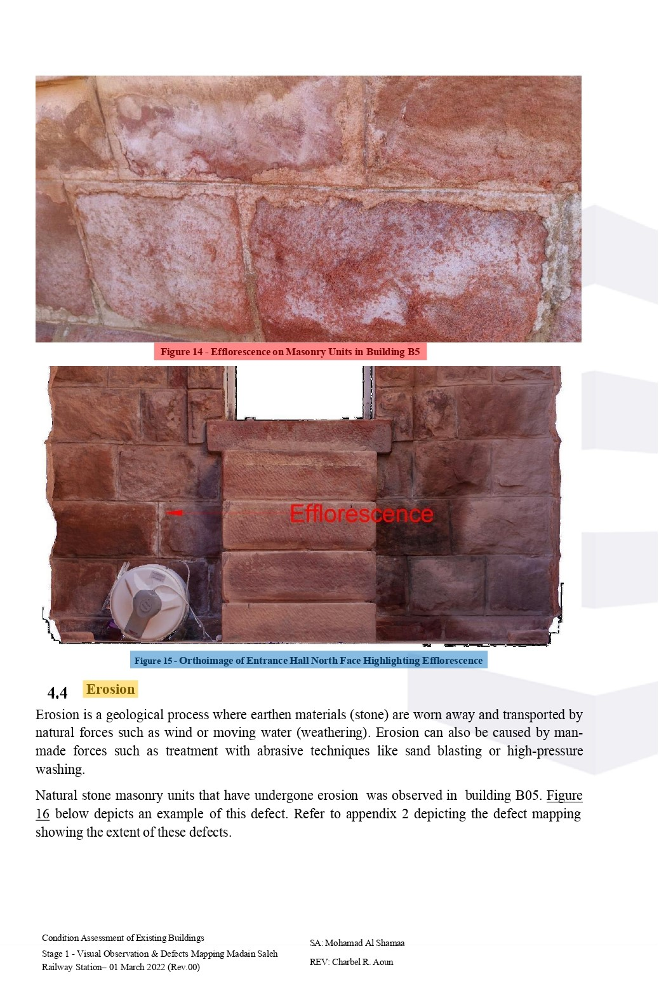 Figure 14 - Efflorescence on Masonry Units in Building B5
Efflorescence
Figure 15 - Orthoimage of Entrance Hall North Face Highlighting Efflorescence
4.4 Erosion
Erosion is a geological process where earthen materials (stone) are worn away and transported by
natural forces such as wind or moving water (weathering). Erosion can also be caused by man-
made forces such as treatment with abrasive techniques like sand blasting or high-pressure
washing.
Natural stone masonry units that have undergone erosion was observed in building B05. Figure
16 below depicts an example of this defect. Refer to appendix 2 depicting the defect mapping
showing the extent of these defects.
Condition Assessment of Existing Buildings
Stage 1 - Visual Observation & Defects Mapping Madain Saleh
Railway Station– 01 March 2022 (Rev.00)
SA: Mohamad Al Shamaa
REV: Charbel R. Aoun